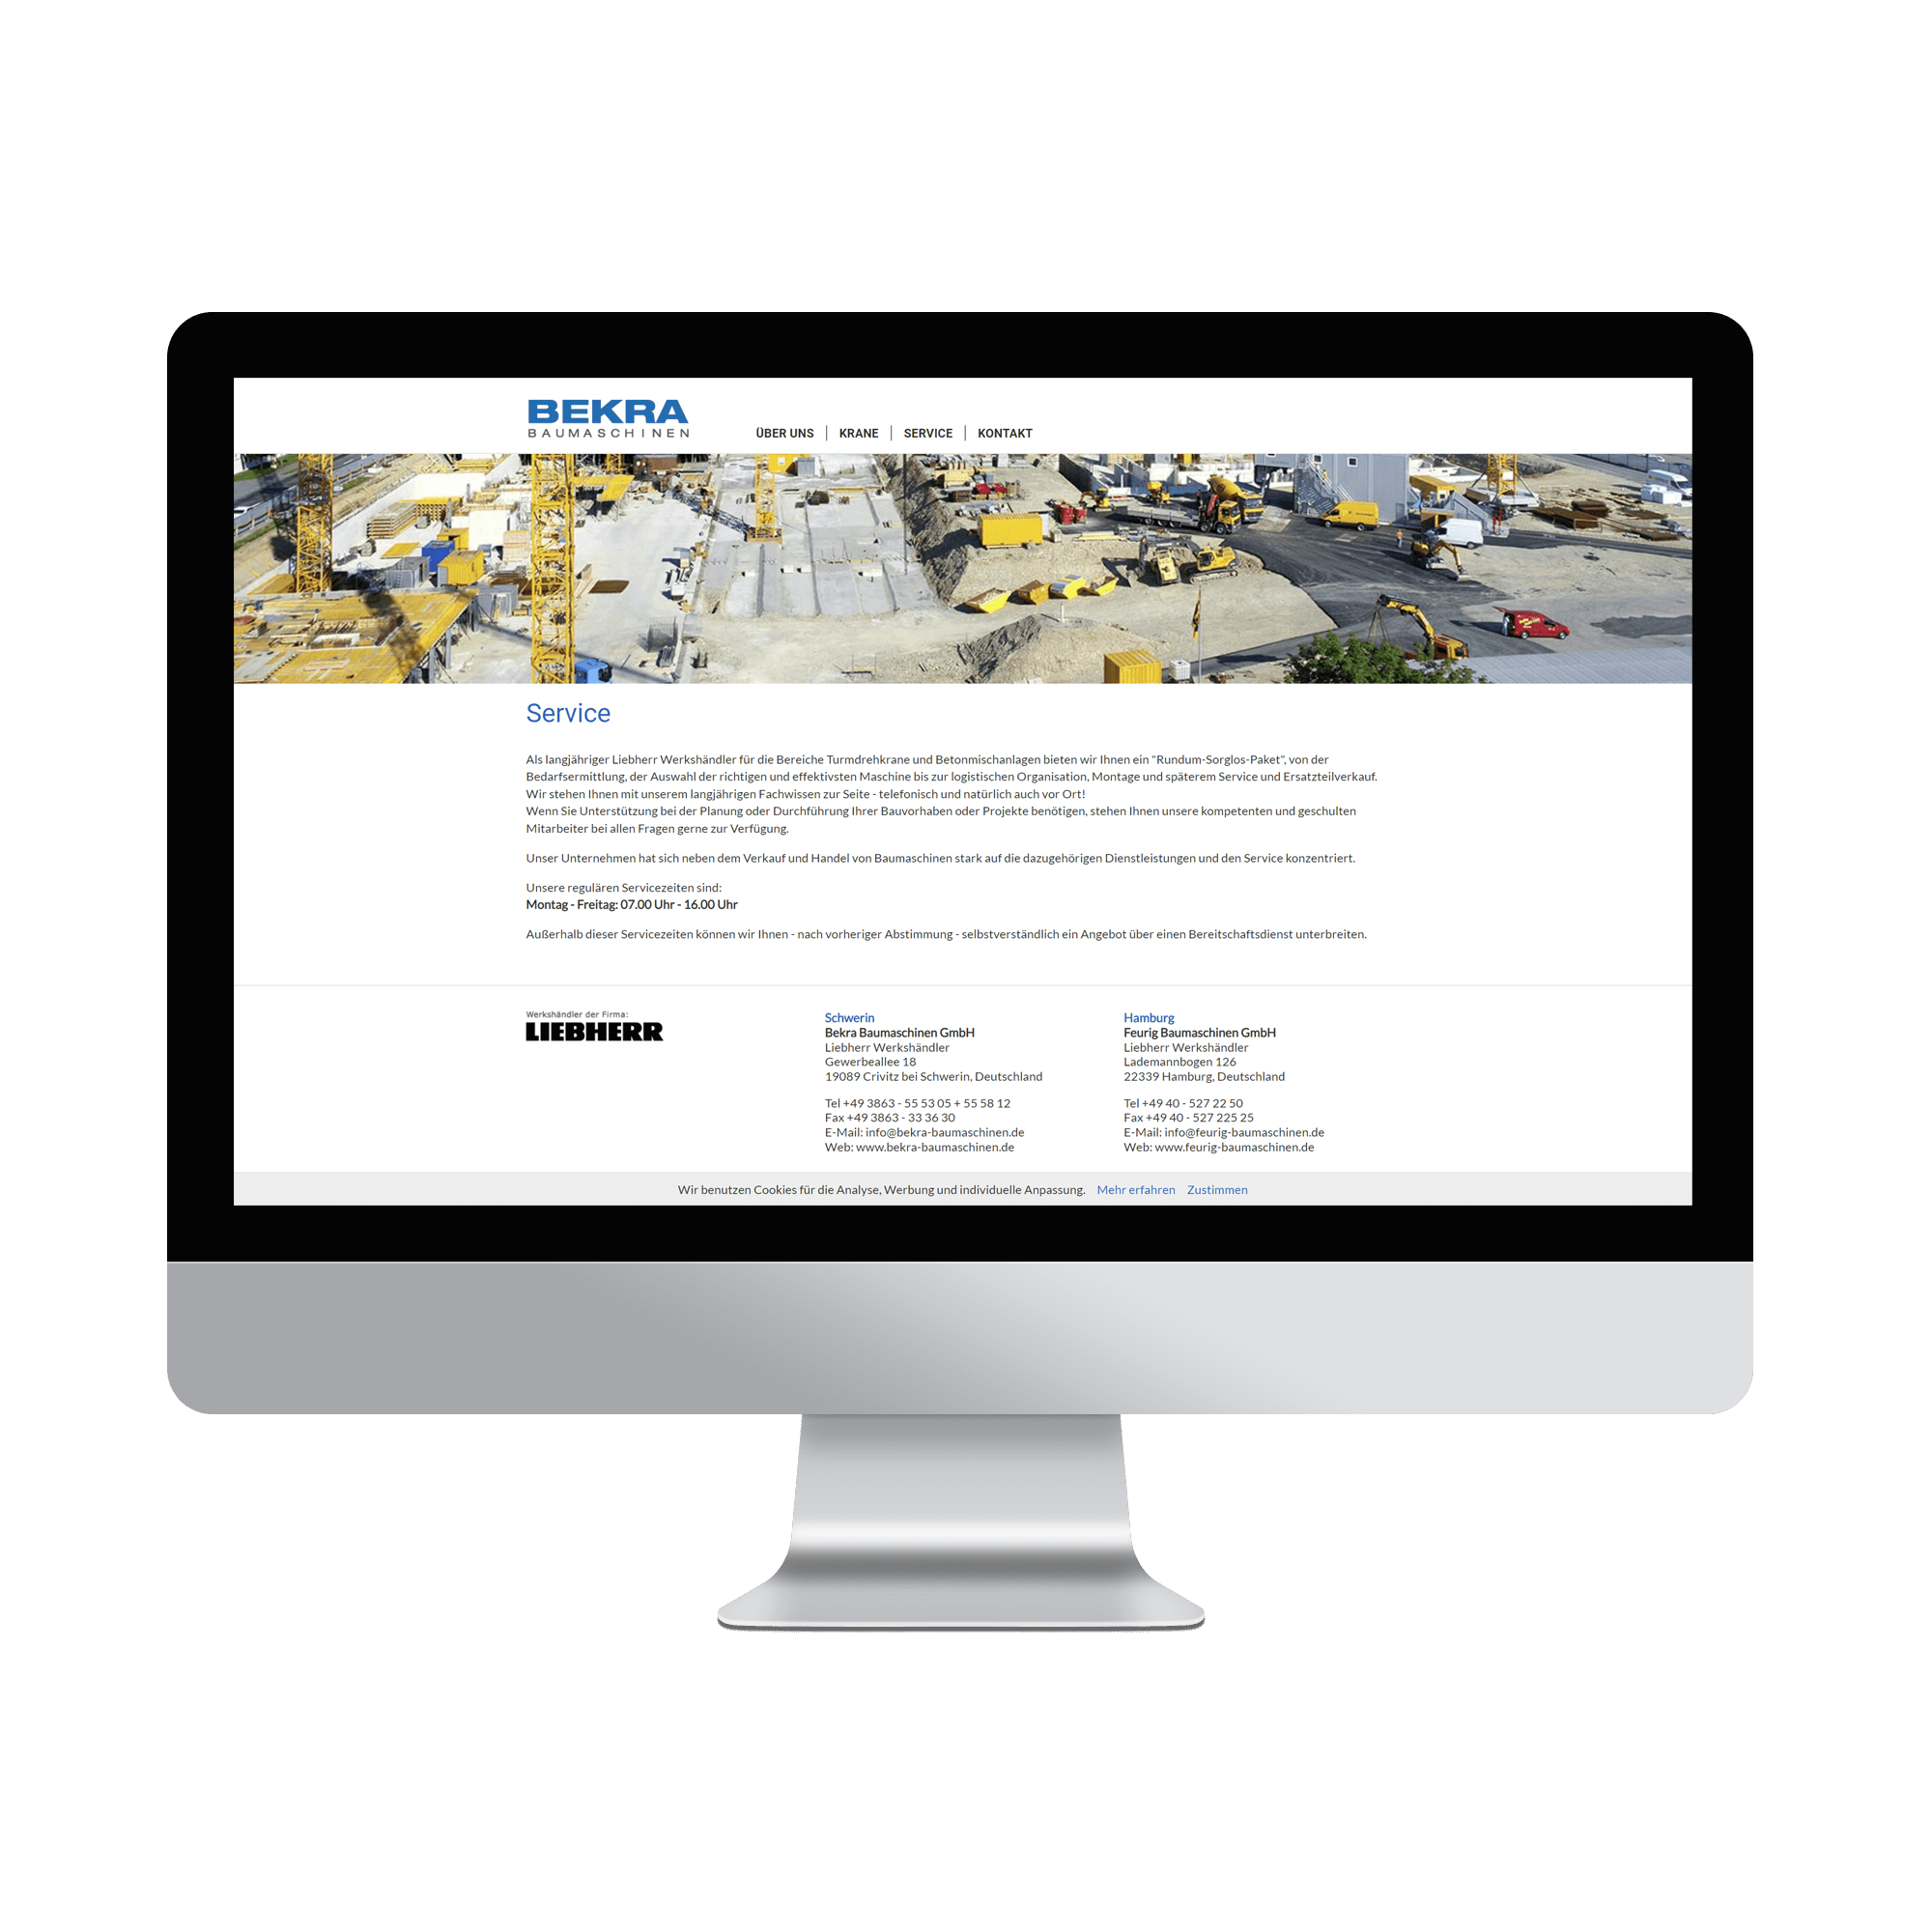 BEKRA
BAUMASCHINEN
ÜBER UNS
KRANE
SERVICE
KONTAKT
Service
Als langjähriger Liebherr Werkshändler für die Bereiche Turmdrehkrane und Betonmischanlagen bieten wir Ihnen ein "Rundum-Sorglos-Paket", von der
Bedarfsermittlung, der Auswahl der richtigen und effektivsten Maschine bis zur logistischen Organisation, Montage und späterem Service und Ersatzteilverkauf.
Wir stehen Ihnen mit unserem langjährigen Fachwissen zur Seite - telefonisch und natürlich auch vor Ort!
Wenn Sie Unterstützung bei der Planung oder Durchführung Ihrer Bauvorhaben oder Projekte benötigen, stehen Ihnen unsere kompetenten und geschulten
Mitarbeiter bei allen Fragen gerne zur Verfügung.
Unser Unternehmen hat sich neben dem Verkauf und Handel von Baumaschinen stark auf die dazugehörigen Dienstleistungen und den Service konzentriert.
Unsere regulären Servicezeiten sind:
Montag - Freitag: 07.00 Uhr - 16.00 Uhr
Außerhalb dieser Servicezeiten können wir Ihnen - nach vorheriger Abstimmung - selbstverständlich ein Angebot über einen Bereitschaftsdienst unterbreiten.
Werkshändler der Firma:
LIEBHERR
Schwerin
Bekra Baumaschinen GmbH
Liebherr Werkshändler
Gewerbeallee 18
19089 Crivitz bei Schwerin, Deutschland
Tel +49 3863 - 55 53 05 + 55 58 12
Fax +49 3863 - 33 36 30
E-Mail: info@bekra-baumaschinen.de
Web: www.bekra-baumaschinen.de
Hamburg
Feurig Baumaschinen GmbH
Liebherr Werkshändler
Lademannbogen 126
22339 Hamburg, Deutschland
Tel +49 40 - 527 22 50
Fax +49 40 - 527 225 25
E-Mail: info@feurig-baumaschinen.de
Web: www.feurig-baumaschinen.de
Wir benutzen Cookies für die Analyse, Werbung und individuelle Anpassung. Mehr erfahren Zustimmen